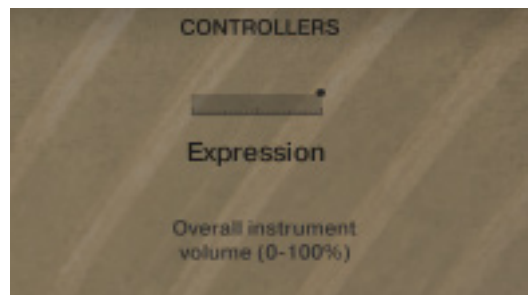 CONTROLLERS
Expression
Overall instrument
volume (0-100%)